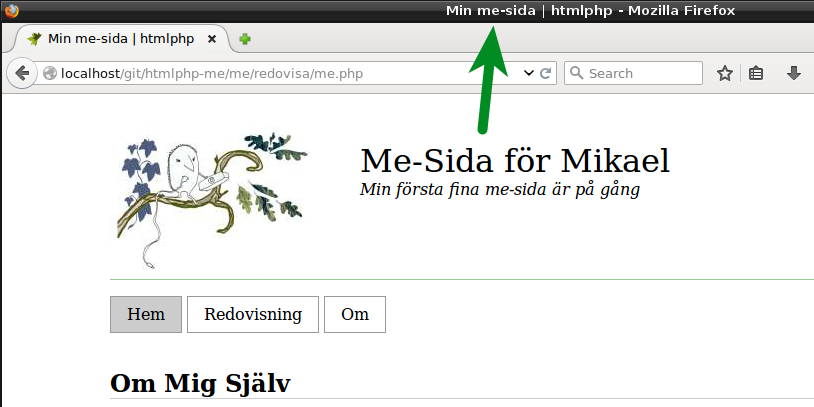 Min me-sida | htmlphp - Mozilla Firefox
Min me-sida | htmlphp
localhost/git/htmlphp-me/me/redovisa/me.php
Search
Me-Sida för Mikael
Min första fina me-sida är på gång
Hem Redovisning Om
Om Mig Själv